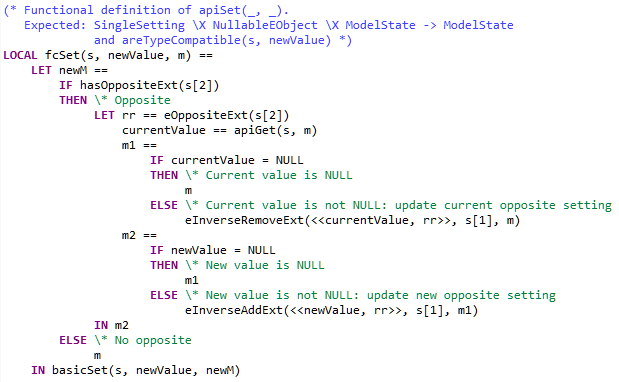 (* Functional definition of apiSet(_, _).
   Expected: SingleSetting \X NullableEObject \X ModelState -> ModelState
             and areTypeCompatible(s, newValue) *)
LOCAL fcSet(s, newValue, m) ==
    LET newM ==
        IF hasOppositeExt(s[2])
        THEN \* Opposite
             LET rr == eOppositeExt(s[2])
                 currentValue == apiGet(s, m)
                 m1 ==
                     IF currentValue = NULL
                     THEN \* Current value is NULL
                          m
                     ELSE \* Current value is not NULL: update current opposite setting
                          eInverseRemoveExt(<<currentValue, rr>>, s[1], m)
                 m2 ==
                     IF newValue = NULL
                     THEN \* New value is NULL
                          m1
                     ELSE \* New value is not NULL: update new opposite setting
                          eInverseAddExt(<<newValue, rr>>, s[1], m1)
             IN m2
        ELSE \* No opposite
             m
    IN basicSet(s, newValue, newM)